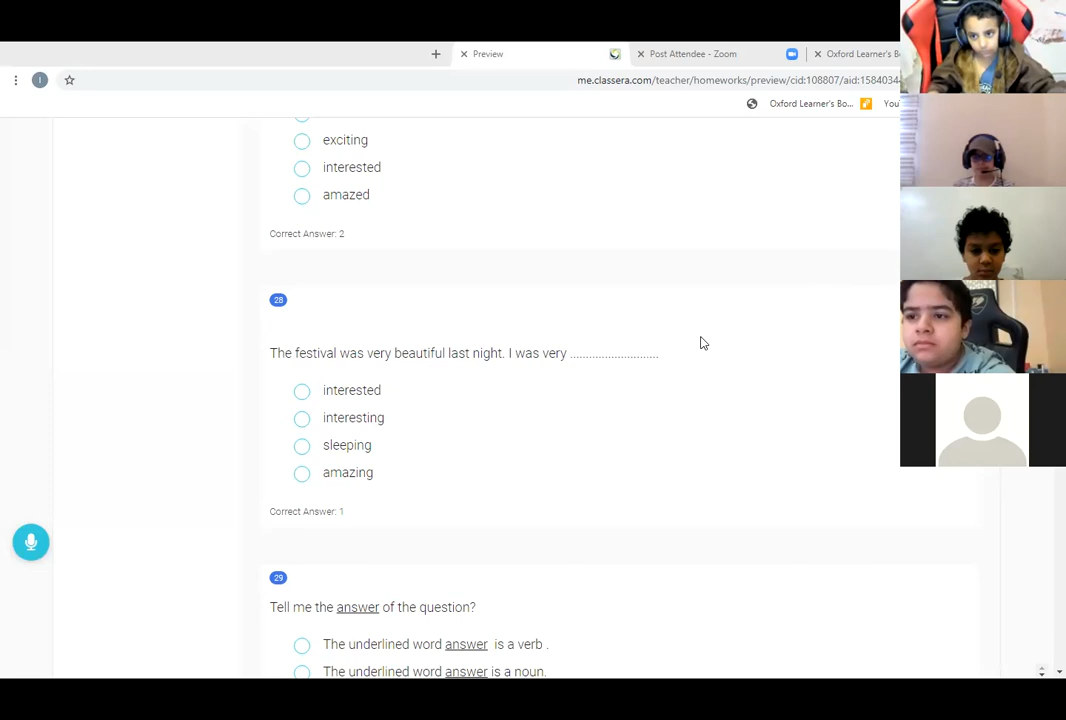 Preview
Post Attendee - Zoom
Oxford Learner's B
me.classera.com/teacher/homeworks/preview/cid:108807/aid:1584034
Oxford Learner's Bo...
You
exciting
interested
amazed
Correct Answer: 2
28
The festival was very beautiful last night. I was very ...........................
interested
interesting
sleeping
amazing
Correct Answer: 1
29
Tell me the answer of the question?
The underlined word answer is a verb .
The underlined word answer is a noun.